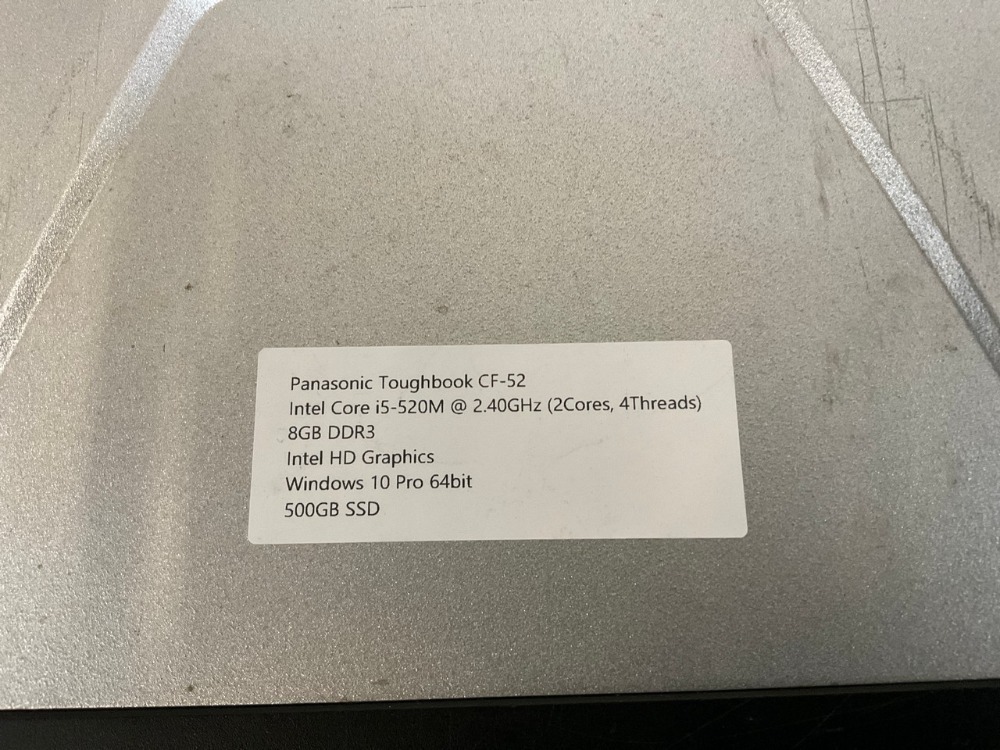 Panasonic Toughbook CF-52
Intel Core i5-520M @ 2.40GHz (2Cores, 4Threads)
8GB DDR3
Intel HD Graphics
Windows 10 Pro 64bit
500GB SSD